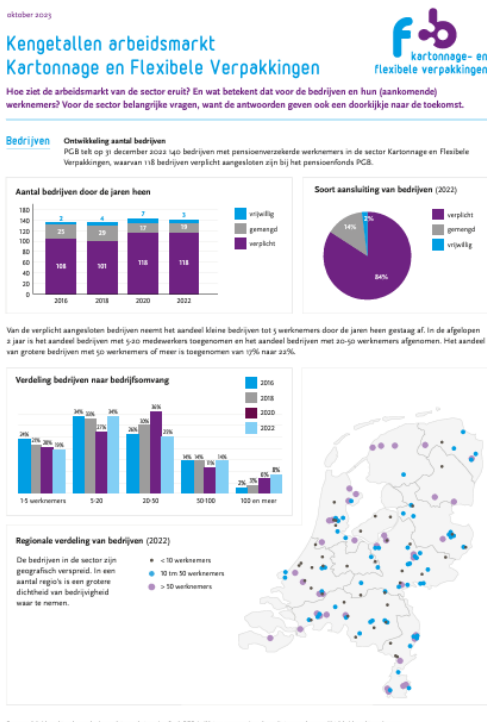 oktober 2023
Kengetallen arbeidsmarkt
Kartonnage en Flexibele Verpakkingen
kartonnage- en
flexibele verpakkingen
Hoe ziet de arbeidsmarkt van de sector eruit? En wat betekent dat voor de bedrijven en hun (aankomende)
werknemers? Voor de sector belangrijke vragen, want de antwoorden geven ook een doorkijkje naar de toekomst.
Bedrijven
Ontwikkeling aantal bedrijven
PGB telt op 31 december 2022 140 bedrijven met pensioenverzekerde werknemers in de sector Kartonnage en Flexibele
Verpakkingen, waarvan 118 bedrijven verplicht aangesloten zijn bij het pensioenfonds PGB.
Aantal bedrijven door de jaren heen
180
160
140
120
100
80
60
40
20
0
2 4 7 3
25 29 17 19
108 101 118 118
2016 2018 2020 2022
vrijwillig
gemengd
verplicht
Soort aansluiting van bedrijven (2022)
2%
14%
84%
verplicht
gemengd
vrijwillig
Van de verplicht aangesloten bedrijven neemt het aandeel kleine bedrijven tot 5 werknemers door de jaren heen gestaag af. In de afgelopen
2 jaar is het aandeel bedrijven met 5-20 medewerkers toegenomen en het aandeel bedrijven met 20-50 werknemers afgenomen. Het aandeel
van grotere bedrijven met 50 werknemers of meer is toegenomen van 17% naar 22%.
Verdeling bedrijven naar bedrijfsomvang
2016
2018
2020
2022
24% 21% 20% 19%
34% 33% 27% 34%
26% 30% 36% 25%
14% 14% 11% 14%
2% 3% 6% 8%
1-5 werknemers 5-20 20-50 50-100 100 en meer
Regionale verdeling van bedrijven (2022)
De bedrijven in de sector zijn
geografisch verspreid. In een
aantal regio's is een grotere
dichtheid van bedrijvigheid
waar te nemen.
< 10 werknemers
10 tm 50 werknemers
> 50 werknemers